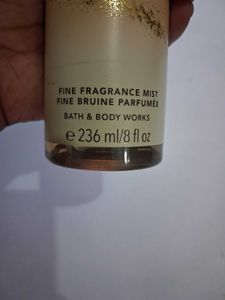 FINE FRAGRANCE MIST
FINE BRUINE PARFUMÉE
BATH & BODY WORKS
℮ 236 ml/8 fl oz